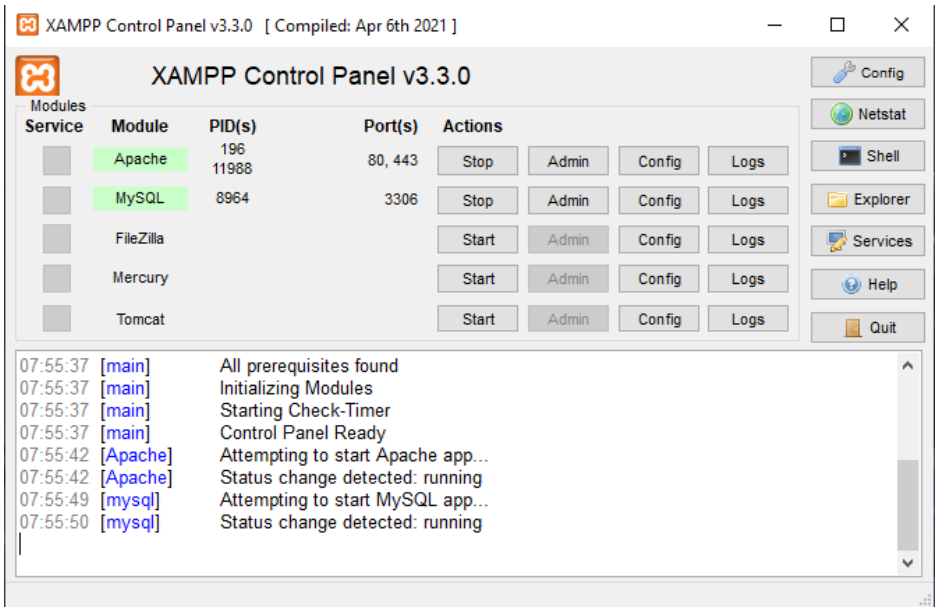 XAMPP Control Panel v3.3.0 [ Compiled: Apr 6th 2021 ]
XAMPP Control Panel v3.3.0
Config
Modules
Netstat
Service Module PID(s) Port(s) Actions
Apache 196 11988 80, 443 Stop Admin Config Logs
Shell
MySQL 8964 3306 Stop Admin Config Logs
Explorer
FileZilla Start Admin Config Logs
Services
Mercury Start Admin Config Logs
Help
Tomcat Start Admin Config Logs
Quit
07:55:37 [main] All prerequisites found
07:55:37 [main] Initializing Modules
07:55:37 [main] Starting Check-Timer
07:55:37 [main] Control Panel Ready
07:55:42 [Apache] Attempting to start Apache app...
07:55:42 [Apache] Status change detected: running
07:55:49 [mysql] Attempting to start MySQL app...
07:55:50 [mysql] Status change detected: running